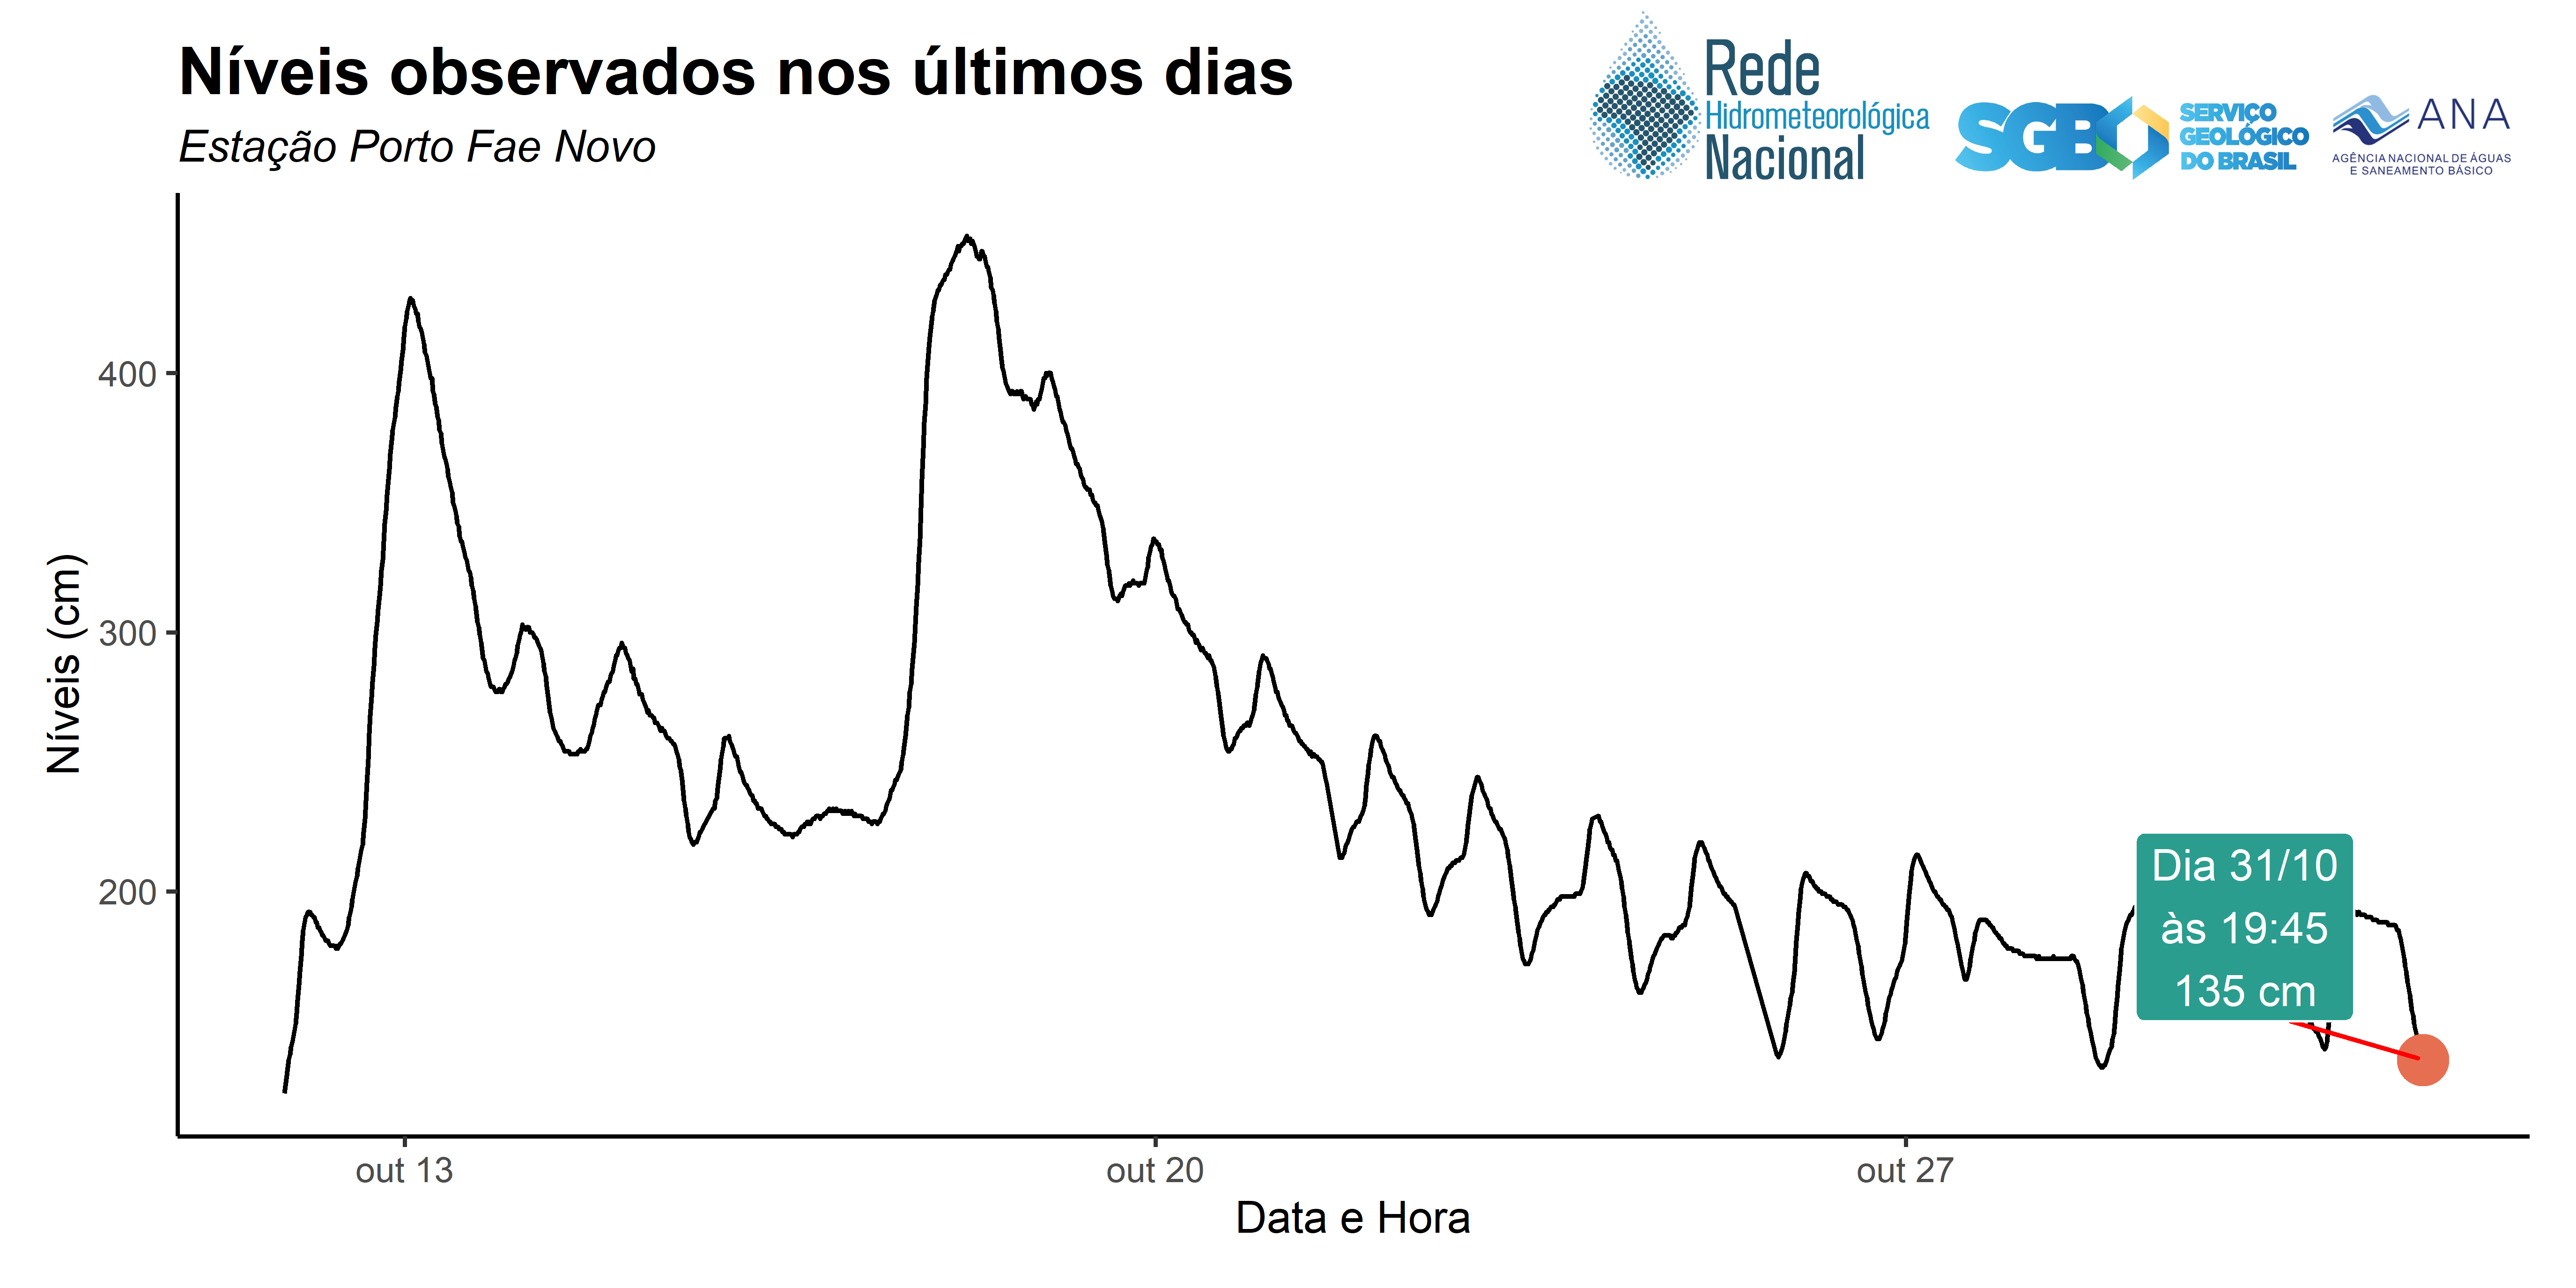 Níveis observados nos últimos dias
Estação Porto Fae Novo
Rede
Hidrometeorológica
Nacional
SGB
SERVIÇO
GEOLÓGICO
DO BRASIL
ANA
AGÊNCIA NACIONAL DE ÁGUAS
E SANEAMENTO BÁSICO
Níveis (cm)
400
300
200
Dia 31/10
às 19:45
135 cm
out 13
out 20
out 27
Data e Hora